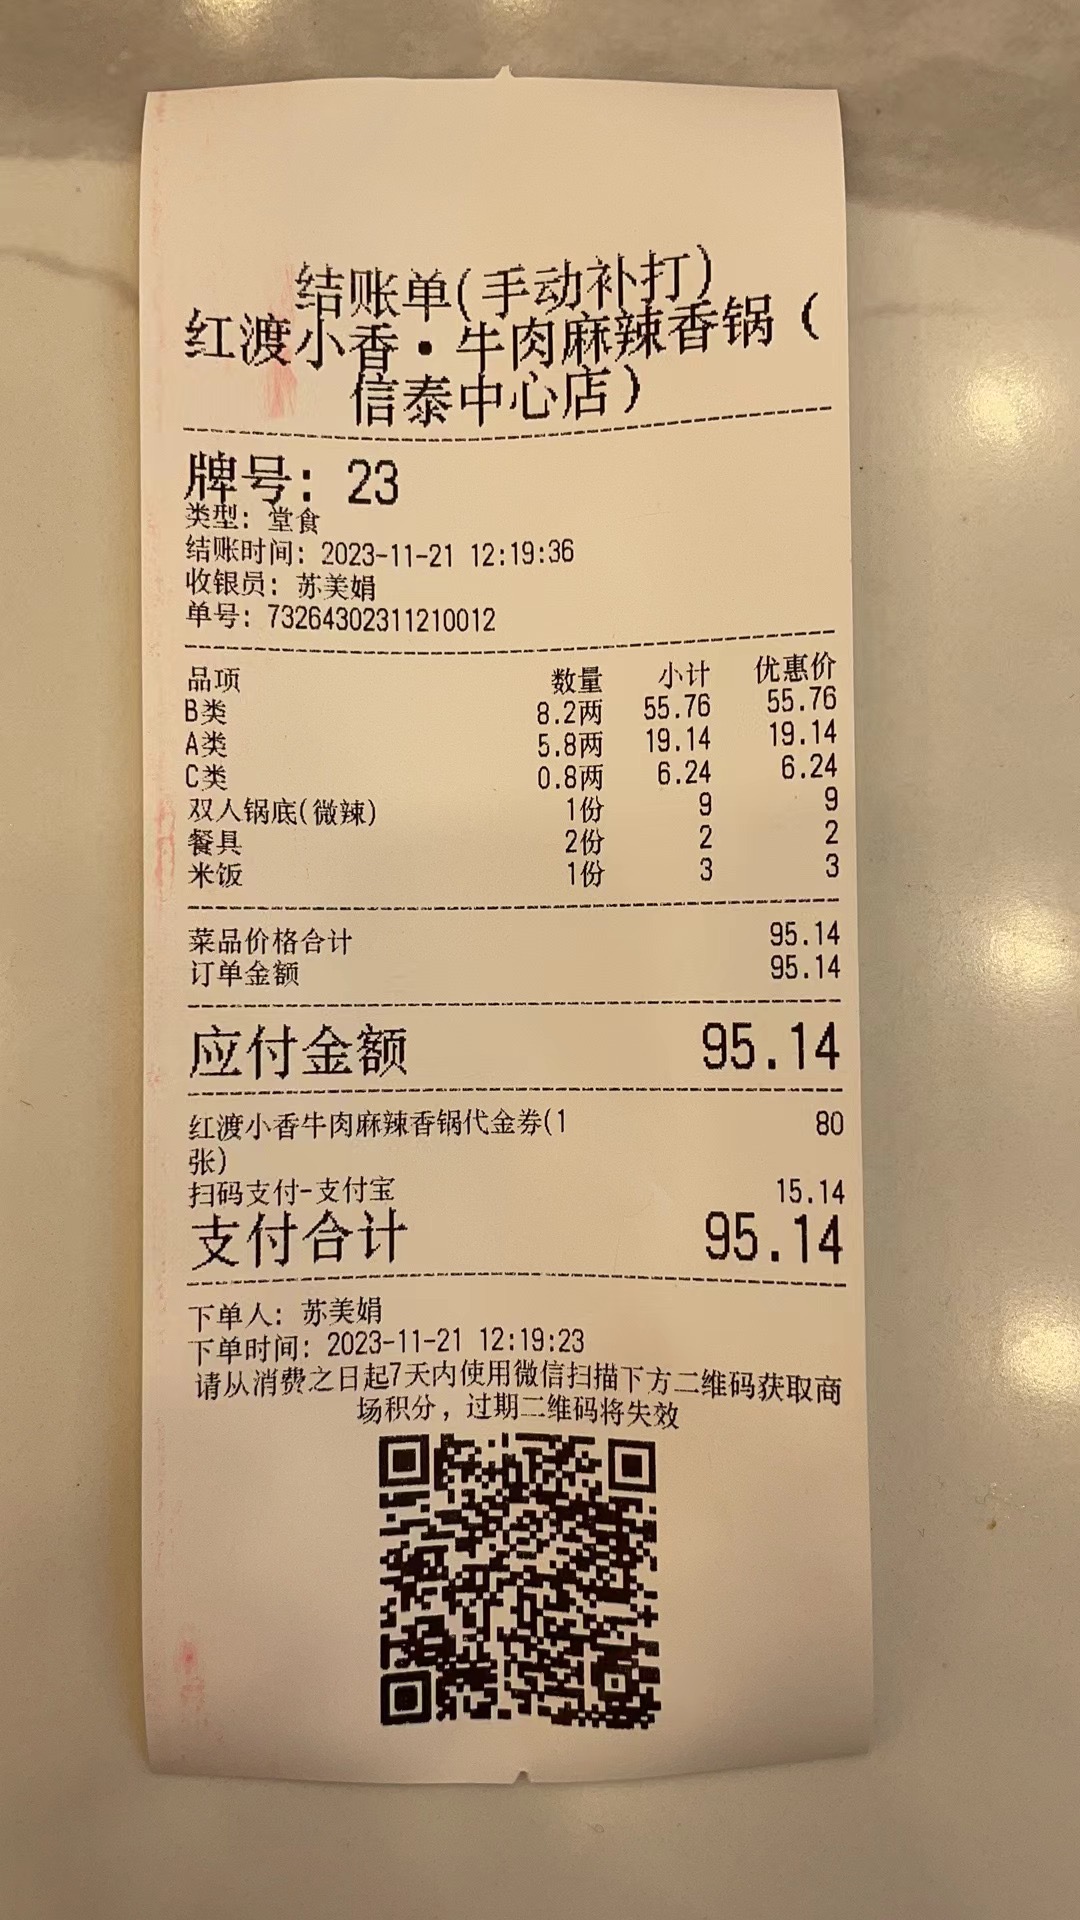 结账单(手动补打)
红渡小香·牛肉麻辣香锅（
信泰中心店）
牌号: 23
类型: 堂食
结账时间: 2023-11-21 12:19:36
收银员: 苏美娟
单号: 73264302311210012
品项 数量 小计 优惠价
B类 8.2两 55.76 55.76
A类 5.8两 19.14 19.14
C类 0.8两 6.24 6.24
双人锅底(微辣) 1份 9 9
餐具 2份 2 2
米饭 1份 3 3
菜品价格合计 95.14
订单金额 95.14
应付金额 95.14
红渡小香牛肉麻辣香锅代金券(1 80
张)
扫码支付-支付宝 15.14
支付合计 95.14
下单人: 苏美娟
下单时间: 2023-11-21 12:19:23
请从消费之日起7天内使用微信扫描下方二维码获取商
场积分，过期二维码将失效